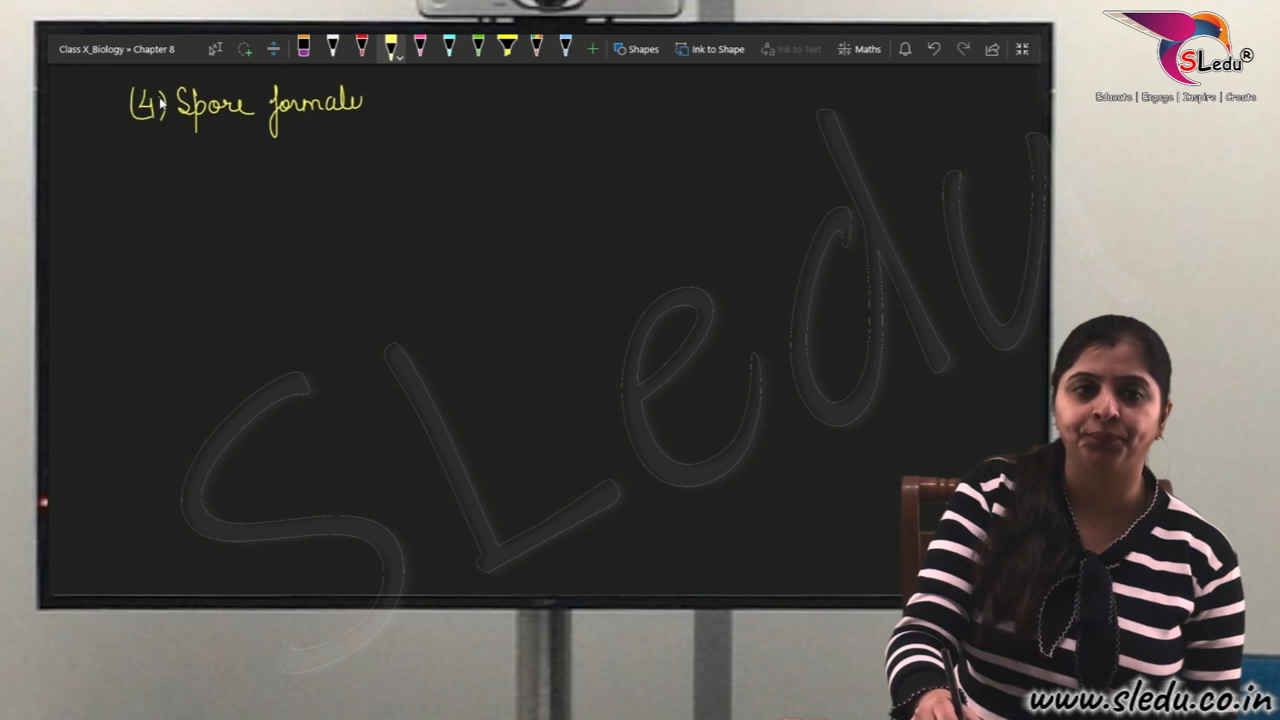 SLedu®
Educate | Engage | Inspire | Create
Class X_Biology » Chapter 8
Shapes
Ink to Shape
Ink to Text
Maths
(4) Spore formati
SLedu
www.sledu.co.in